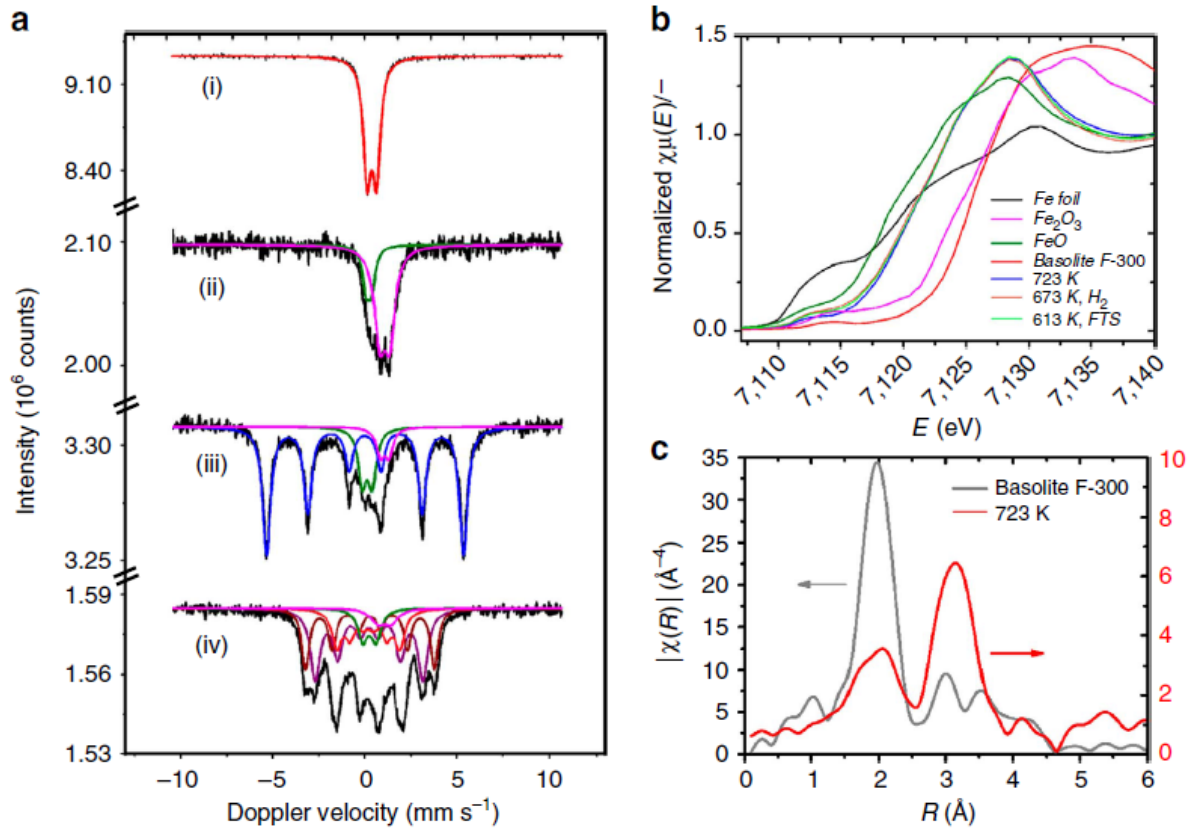 a
(i)
(ii)
(iii)
(iv)
9.10
8.40
2.10
2.00
3.30
3.25
1.59
1.56
1.53
Intensity (10⁶ counts)
−10 −5 0 5 10
Doppler velocity (mm s⁻¹)
b
1.5
1.0
0.5
0.0
Normalized χμ(E)/−
Fe foil
Fe₂O₃
FeO
Basolite F-300
723 K
673 K, H₂
613 K, FTS
7,110 7,115 7,120 7,125 7,130 7,135 7,140
E (eV)
c
35
30
25
20
15
10
5
0
|χ(R)| (Å⁻⁴)
Basolite F-300
723 K
10
8
6
4
2
0
0 1 2 3 4 5 6
R (Å)